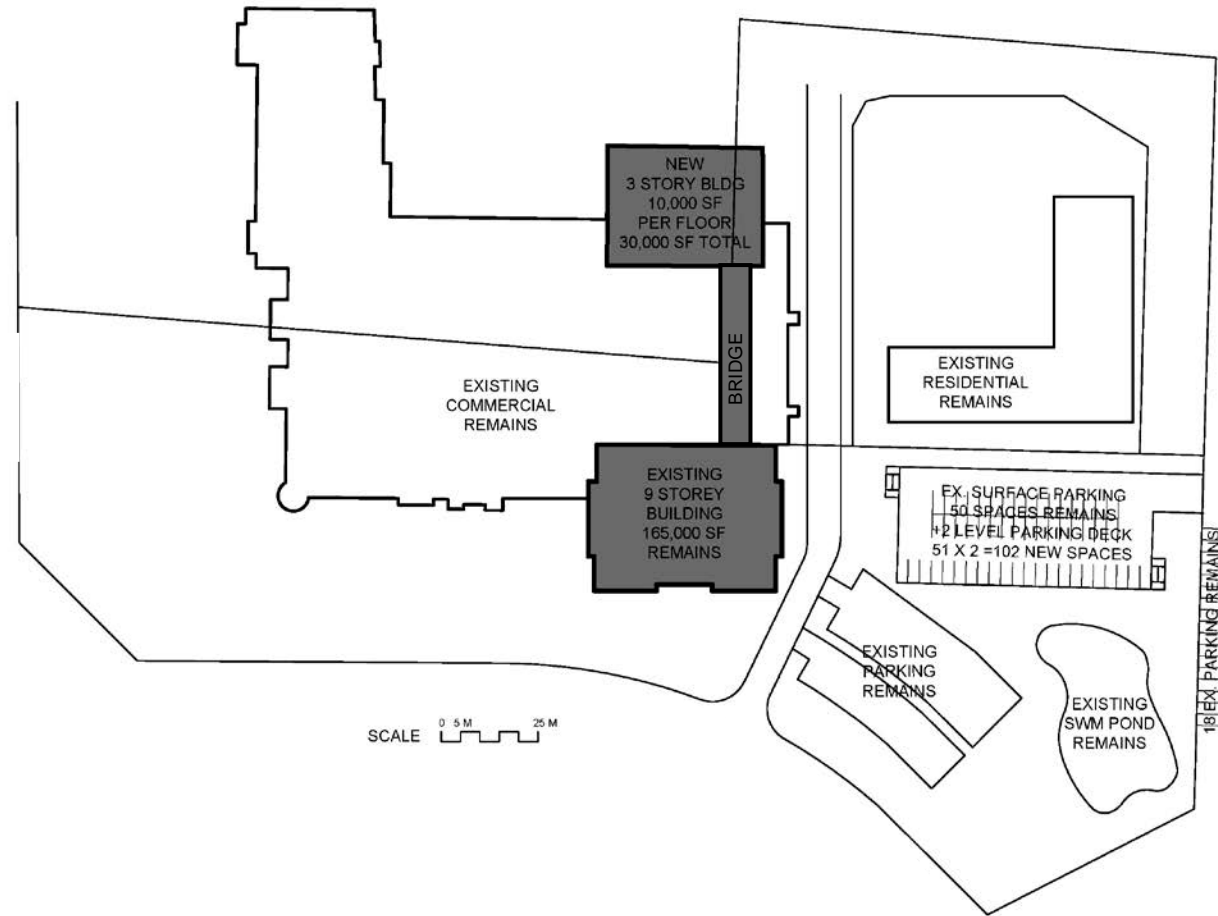 NEW
3 STORY BLDG
10,000 SF
PER FLOOR
30,000 SF TOTAL
BRIDGE
EXISTING
COMMERCIAL
REMAINS
EXISTING
RESIDENTIAL
REMAINS
EXISTING
9 STOREY
BUILDING
165,000 SF
REMAINS
EX. SURFACE PARKING
50 SPACES REMAINS
+2 LEVEL PARKING DECK
51 X 2 =102 NEW SPACES
18 EX. PARKING REMAINS
EXISTING
PARKING
REMAINS
EXISTING
SWM POND
REMAINS
SCALE
0 5 M 25 M